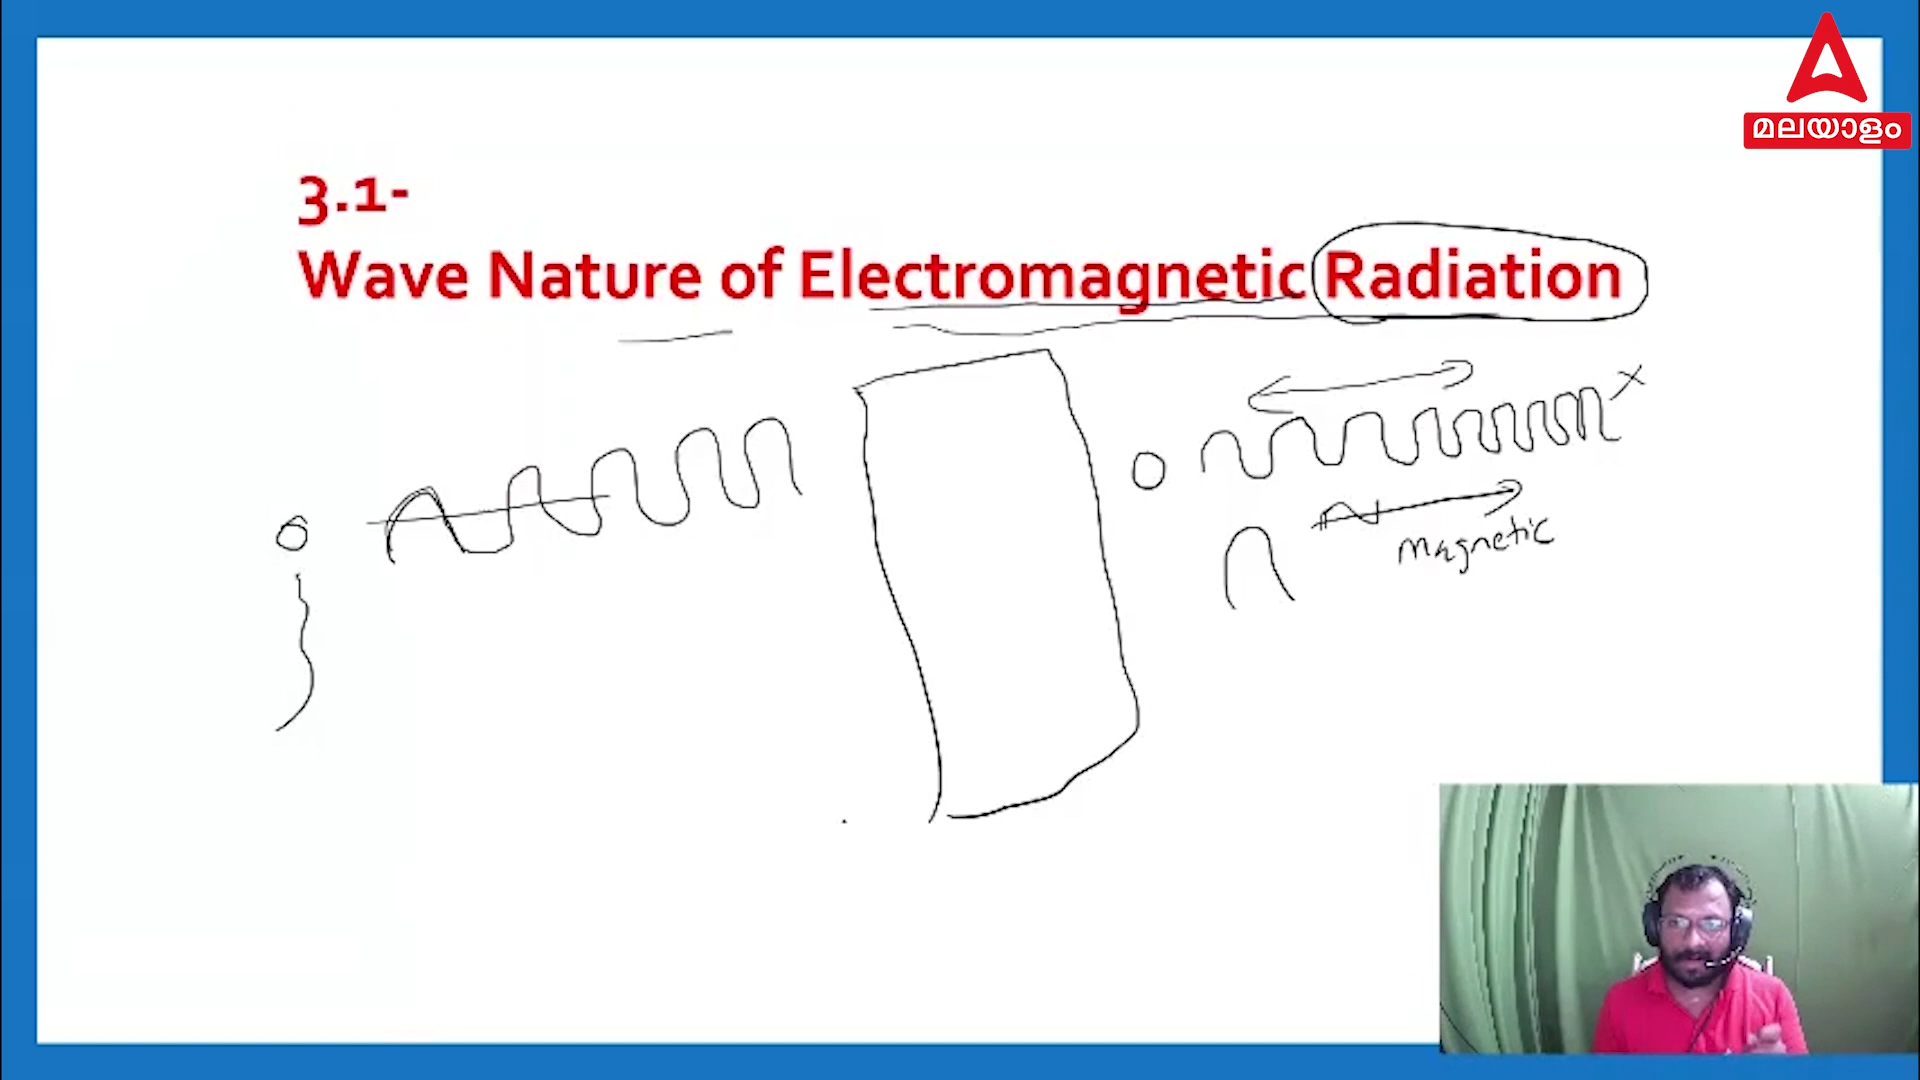 മലയാളം
3.1-
Wave Nature of Electromagnetic Radiation
Magnetic